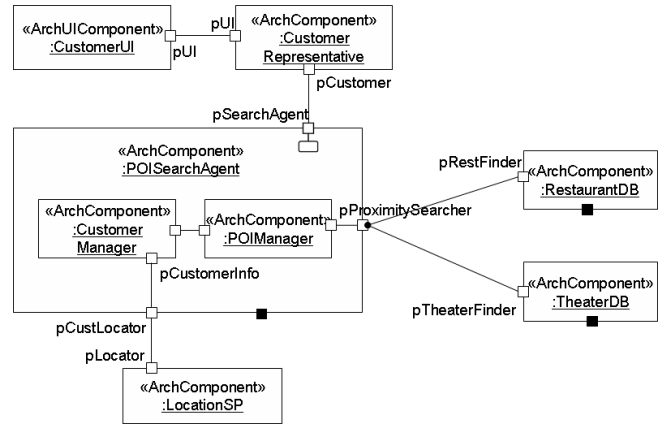 «ArchUIComponent»
:CustomerUI
pUI
pUI
«ArchComponent»
:Customer
Representative
pCustomer
pSearchAgent
«ArchComponent»
:POISearchAgent
«ArchComponent»
:Customer
Manager
«ArchComponent»
:POIManager
pProximitySearcher
pCustomerInfo
pRestFinder
«ArchComponent»
:RestaurantDB
«ArchComponent»
:TheaterDB
pTheaterFinder
pCustLocator
pLocator
«ArchComponent»
:LocationSP